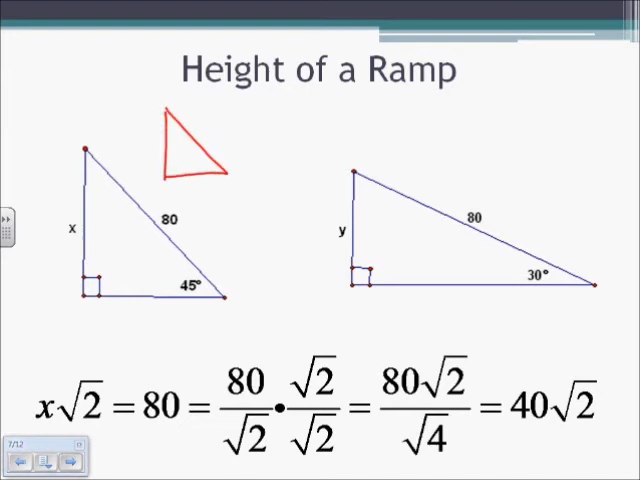 Height of a Ramp
x
80
45°
y
80
30°
x√2 = 80 = 80/√2 • √2/√2 = 80√2/√4 = 40√2
7/12